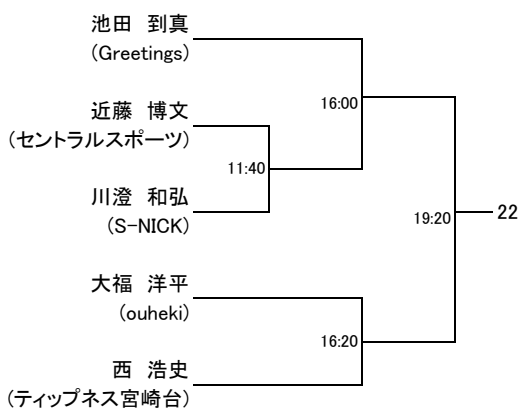 池田　到真
(Greetings)
16:00
近藤　博文
(セントラルスポーツ)
11:40
川澄　和弘
(S-NICK)
19:20
22
大福　洋平
(ouheki)
16:20
西　浩史
(ティップネス宮崎台)